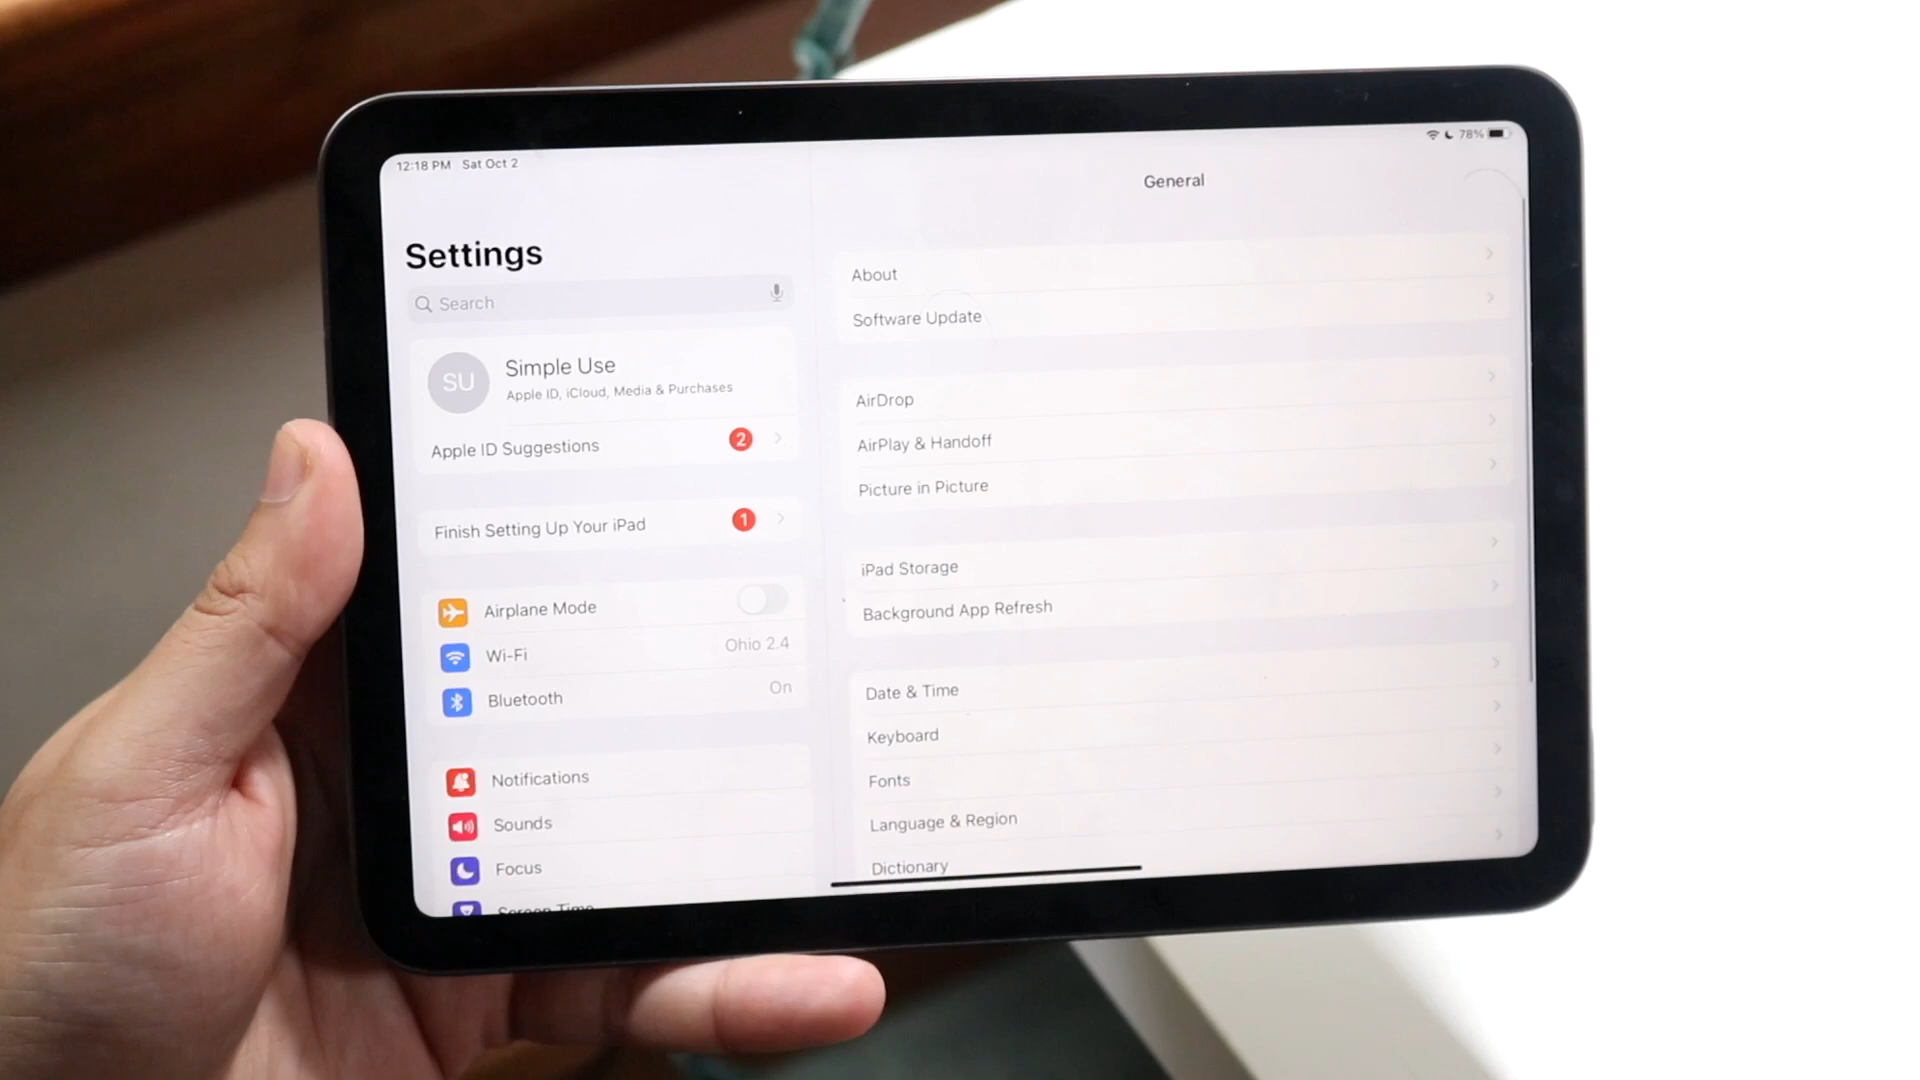 12:18 PM Sat Oct 2
78%
Settings
Search
SU
Simple Use
Apple ID, iCloud, Media & Purchases
Apple ID Suggestions 2
Finish Setting Up Your iPad 1
Airplane Mode
Wi-Fi Ohio 2.4
Bluetooth On
Notifications
Sounds
Focus
Screen Time
General
About
Software Update
AirDrop
AirPlay & Handoff
Picture in Picture
iPad Storage
Background App Refresh
Date & Time
Keyboard
Fonts
Language & Region
Dictionary